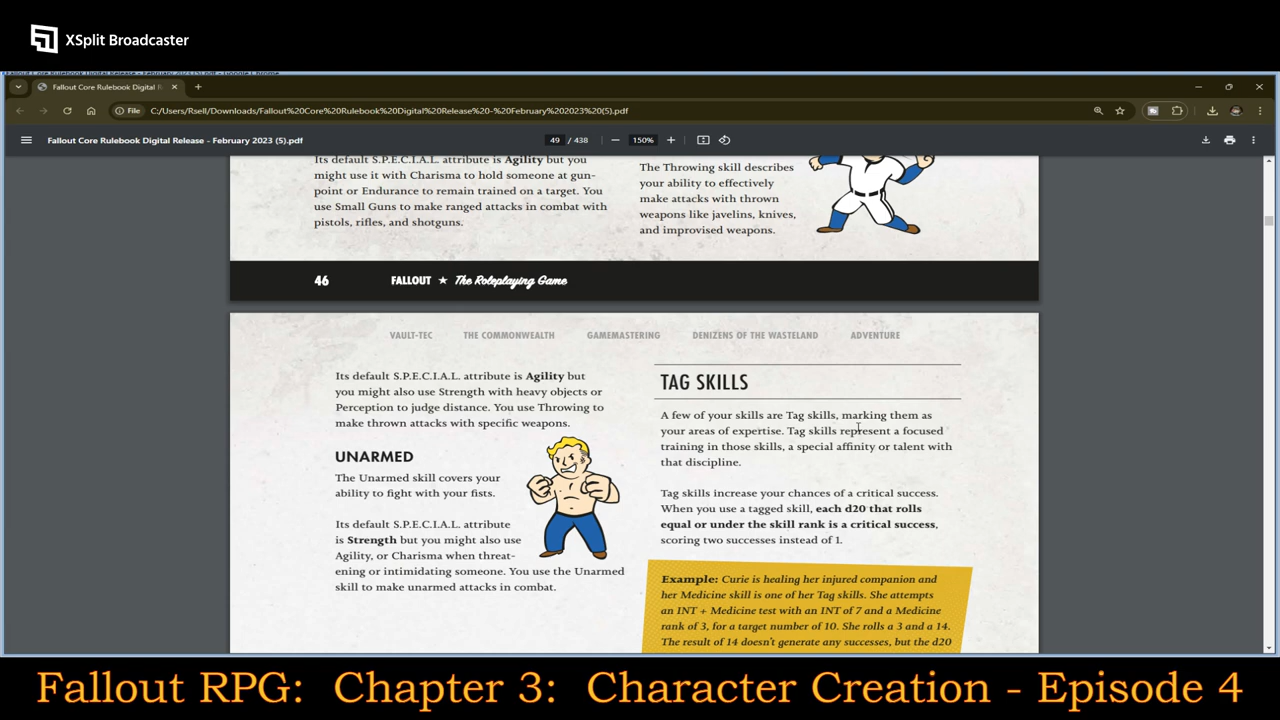 XSplit Broadcaster
Fallout Core Rulebook Digital Release - February 2023 (5).pdf - Google Chrome
Fallout Core Rulebook Digital R
File
C:/Users/Rsell/Downloads/Fallout%20Core%20Rulebook%20Digital%20Release%20-%20February%202023%20(5).pdf
Fallout Core Rulebook Digital Release - February 2023 (5).pdf
49 / 438
150%
Its default S.P.E.C.I.A.L. attribute is Agility but you
might use it with Charisma to hold someone at gun-
point or Endurance to remain trained on a target. You
use Small Guns to make ranged attacks in combat with
pistols, rifles, and shotguns.
The Throwing skill describes
your ability to effectively
make attacks with thrown
weapons like javelins, knives,
and improvised weapons.
46
FALLOUT ★ The Roleplaying Game
VAULT-TEC THE COMMONWEALTH GAMEMASTERING DENIZENS OF THE WASTELAND ADVENTURE
Its default S.P.E.C.I.A.L. attribute is Agility but
you might also use Strength with heavy objects or
Perception to judge distance. You use Throwing to
make thrown attacks with specific weapons.
UNARMED
The Unarmed skill covers your
ability to fight with your fists.
Its default S.P.E.C.I.A.L. attribute
is Strength but you might also use
Agility, or Charisma when threat-
ening or intimidating someone. You use the Unarmed
skill to make unarmed attacks in combat.
TAG SKILLS
A few of your skills are Tag skills, marking them as
your areas of expertise. Tag skills represent a focused
training in those skills, a special affinity or talent with
that discipline.
Tag skills increase your chances of a critical success.
When you use a tagged skill, each d20 that rolls
equal or under the skill rank is a critical success,
scoring two successes instead of 1.
Example: Curie is healing her injured companion and
her Medicine skill is one of her Tag skills. She attempts
an INT + Medicine test with an INT of 7 and a Medicine
rank of 3, for a target number of 10. She rolls a 3 and a 14.
The result of 14 doesn't generate any successes, but the d20
Fallout RPG: Chapter 3: Character Creation - Episode 4